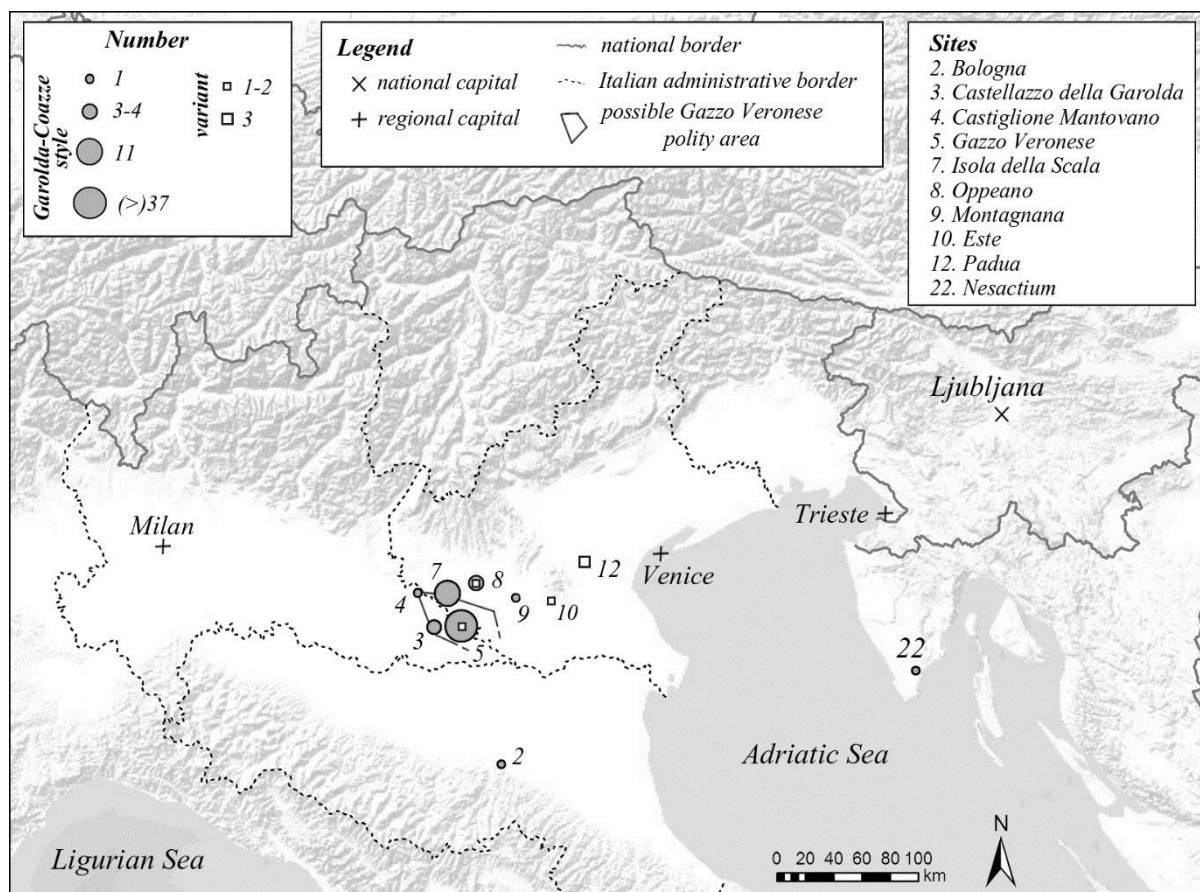 Number
Garolda-Coazze
style
1
3-4
11
(>)37
variant
1-2
3
Legend
national capital
regional capital
national border
Italian administrative border
possible Gazzo Veronese
polity area
Sites
2. Bologna
3. Castellazzo della Garolda
4. Castiglione Mantovano
5. Gazzo Veronese
7. Isola della Scala
8. Oppeano
9. Montagnana
10. Este
12. Padua
22. Nesactium
Ljubljana
Trieste
Milan
Venice
12
7
8
4
9
10
3
5
22
2
Adriatic Sea
Ligurian Sea
N
0 20 40 60 80 100
km